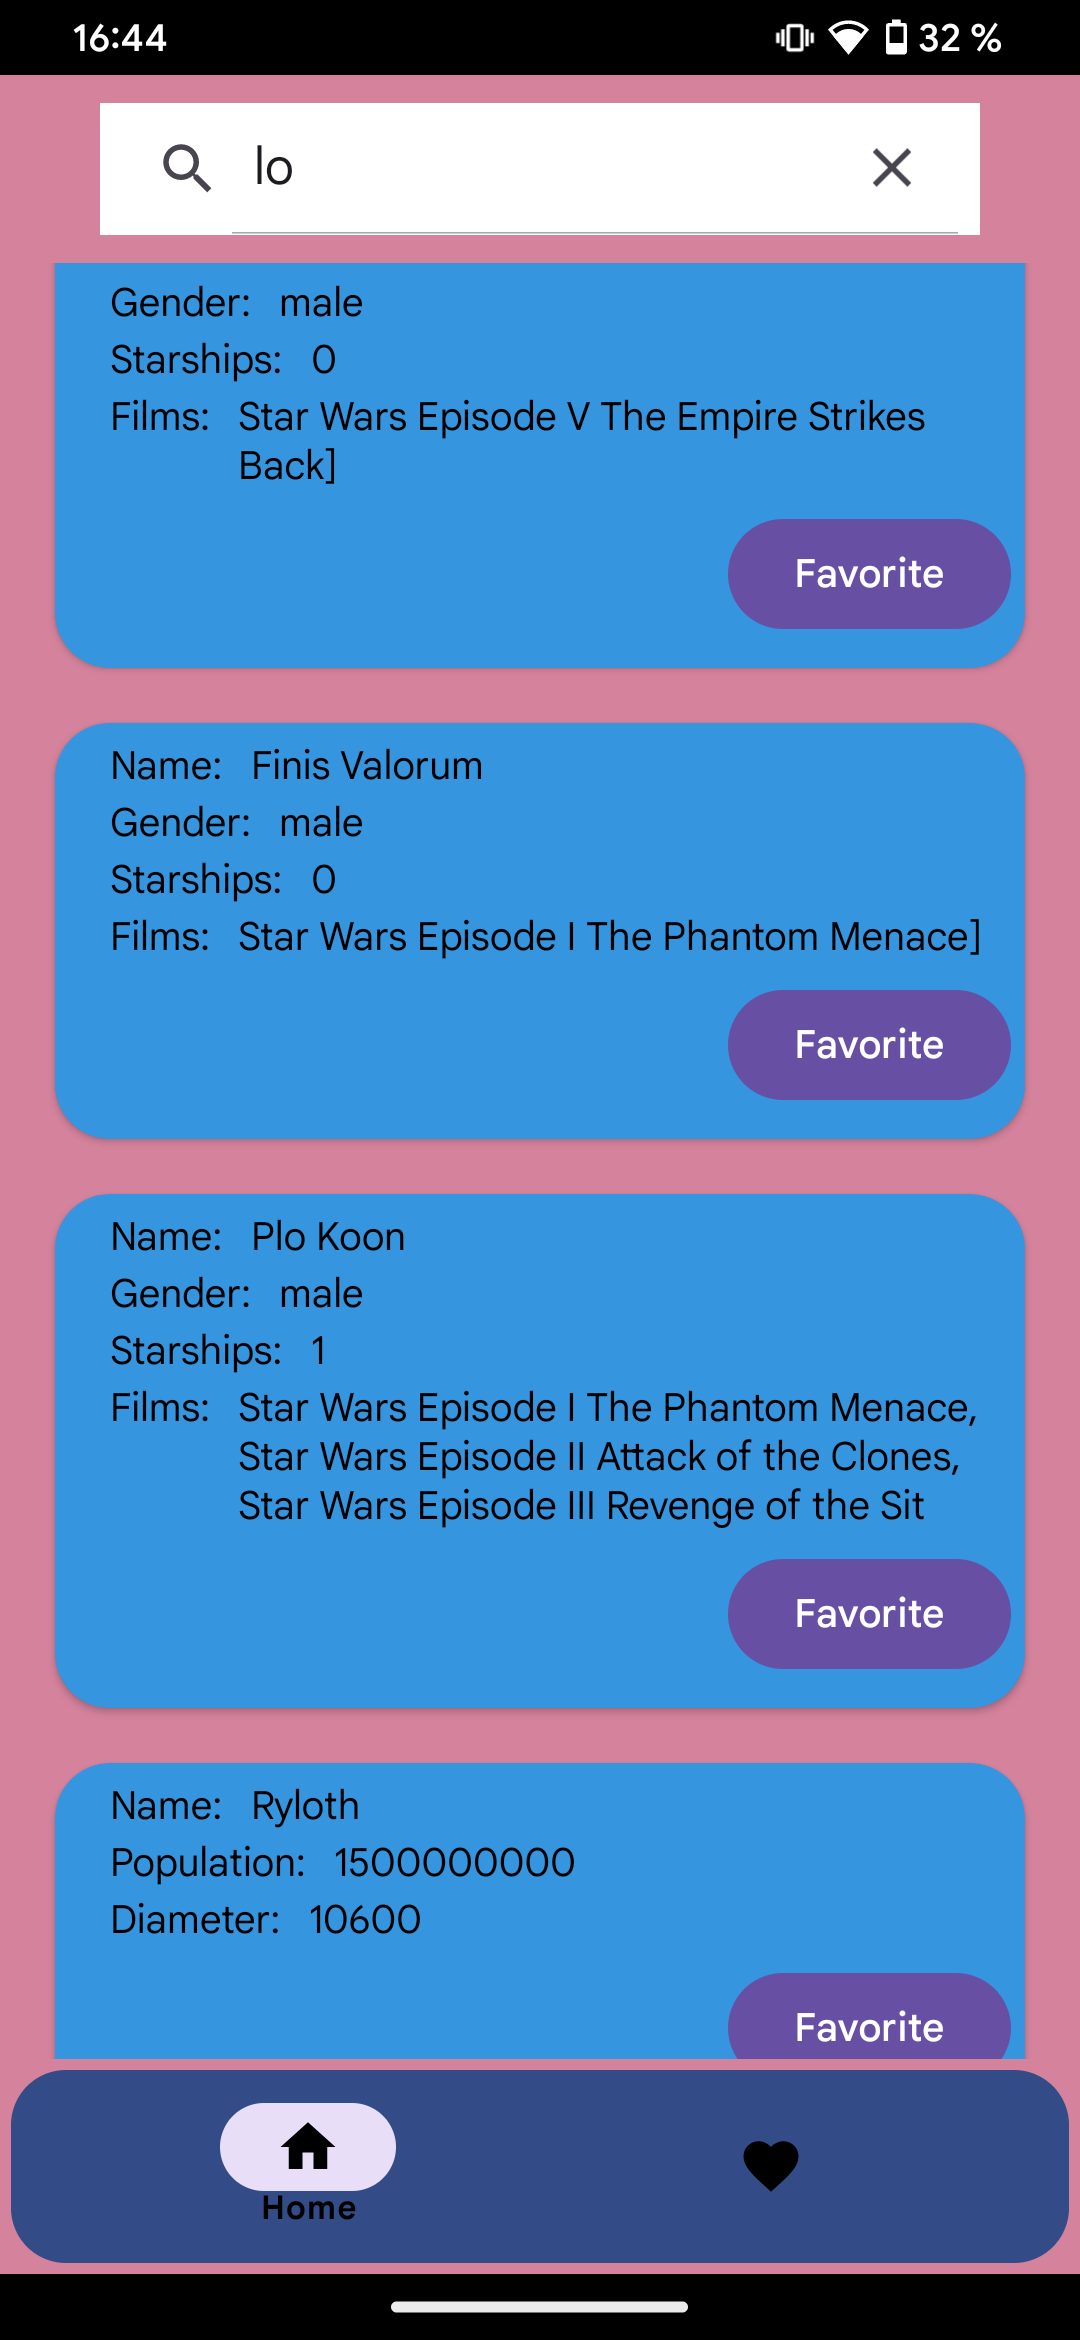 16:44 32 %
lo
Gender: male
Starships: 0
Films: Star Wars Episode V The Empire Strikes
Back]
Favorite
Name: Finis Valorum
Gender: male
Starships: 0
Films: Star Wars Episode I The Phantom Menace]
Favorite
Name: Plo Koon
Gender: male
Starships: 1
Films: Star Wars Episode I The Phantom Menace,
Star Wars Episode II Attack of the Clones,
Star Wars Episode III Revenge of the Sit
Favorite
Name: Ryloth
Population: 1500000000
Diameter: 10600
Favorite
Home